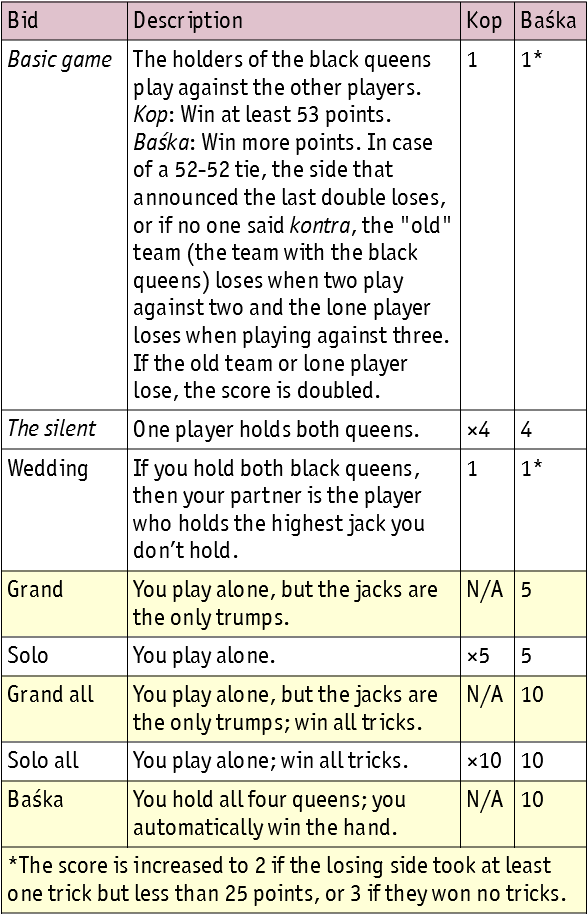 Bid Description Kop Baśka
Basic game The holders of the black queens 1 1*
play against the other players.
Kop: Win at least 53 points.
Baśka: Win more points. In case
of a 52-52 tie, the side that
announced the last double loses,
or if no one said kontra, the "old"
team (the team with the black
queens) loses when two play
against two and the lone player
loses when playing against three.
If the old team or lone player
lose, the score is doubled.
The silent One player holds both queens. ×4 4
Wedding If you hold both black queens, 1 1*
then your partner is the player
who holds the highest jack you
don’t hold.
Grand You play alone, but the jacks are N/A 5
the only trumps.
Solo You play alone. ×5 5
Grand all You play alone, but the jacks are N/A 10
the only trumps; win all tricks.
Solo all You play alone; win all tricks. ×10 10
Baśka You hold all four queens; you N/A 10
automatically win the hand.
*The score is increased to 2 if the losing side took at least
one trick but less than 25 points, or 3 if they won no tricks.